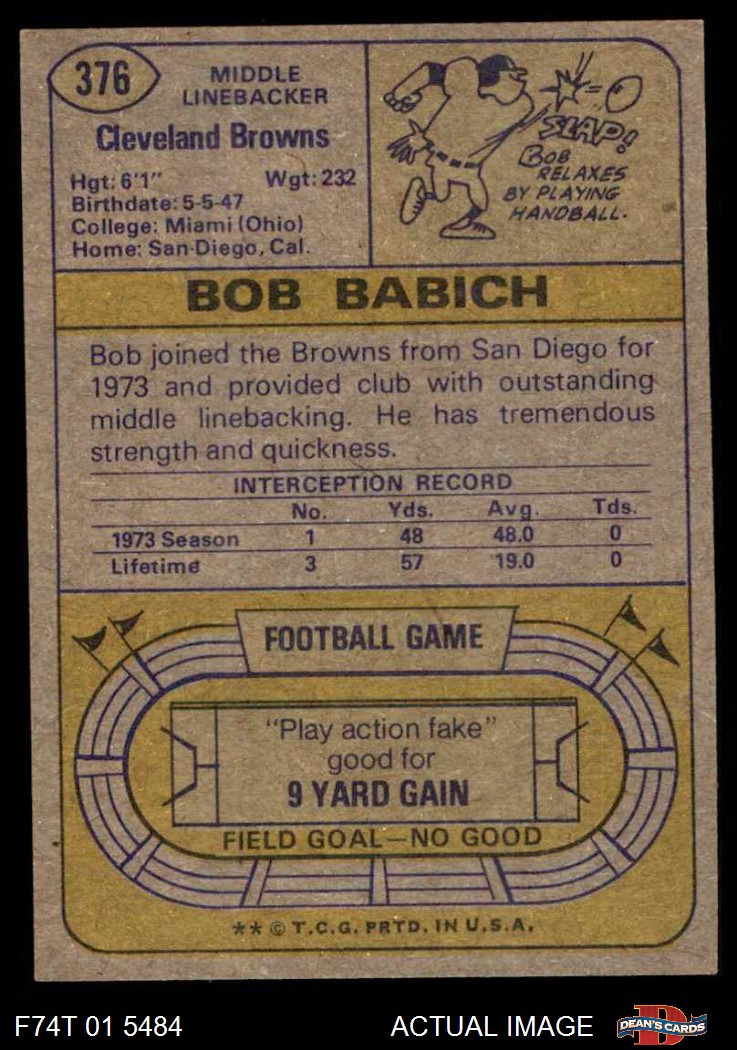 376
MIDDLE
LINEBACKER
Cleveland Browns
Hgt: 6'1" Wgt: 232
Birthdate: 5-5-47
College: Miami (Ohio)
Home: San Diego, Cal.
SLAP!
BOB
RELAXES
BY PLAYING
HANDBALL.
BOB BABICH
Bob joined the Browns from San Diego for
1973 and provided club with outstanding
middle linebacking. He has tremendous
strength and quickness.
INTERCEPTION RECORD
No. Yds. Avg. Tds.
1973 Season 1 48 48.0 0
Lifetime 3 57 19.0 0
FOOTBALL GAME
"Play action fake"
good for
9 YARD GAIN
FIELD GOAL—NO GOOD
** © T.C.G. PRTD. IN U.S.A.
F74T 01 5484 ACTUAL IMAGE
D
DEAN'S CARDS